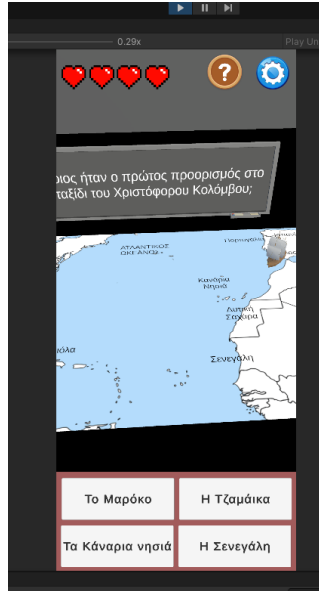 0.29x
Play Un
?
οιος ήταν ο πρώτος προορισμός στο
ταξίδι του Χριστόφορου Κολόμβου;
ΑΤΛΑΝΤΙΚΟΣ
ΩΚΕΑΝΟΣ
Πορτογαλία
Κανάρια
Νησιά
Δυτική
Σαχάρα
Σενεγάλη
Το Μαρόκο
Η Τζαμάικα
Τα Κάναρια νησιά
Η Σενεγάλη